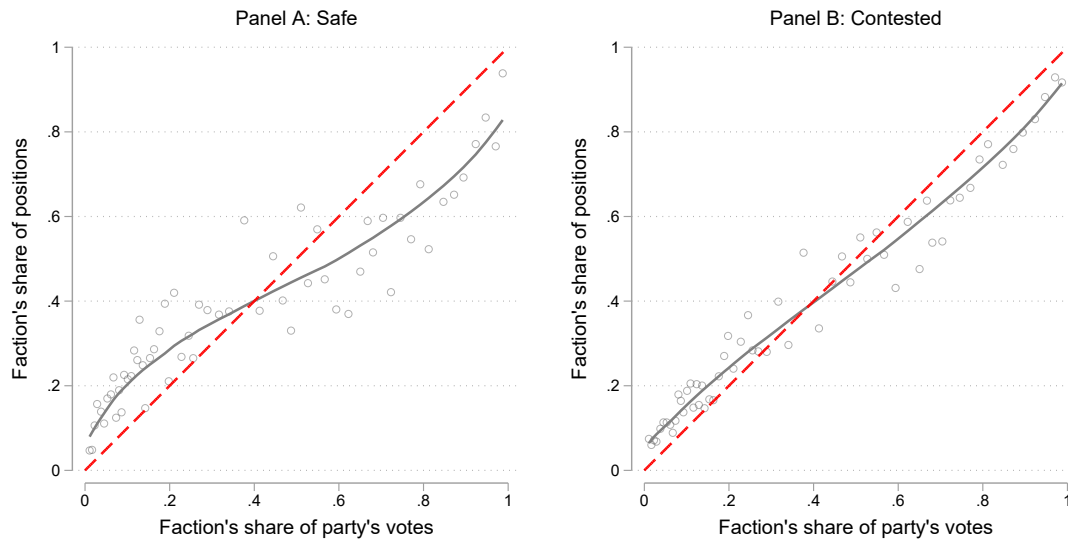 Panel A: Safe
Faction's share of positions
1
.8
.6
.4
.2
0
0 .2 .4 .6 .8 1
Faction's share of party's votes
Panel B: Contested
Faction's share of positions
1
.8
.6
.4
.2
0
0 .2 .4 .6 .8 1
Faction's share of party's votes